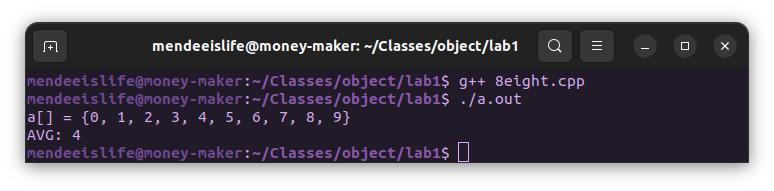 mendeeislife@money-maker: ~/Classes/object/lab1
mendeeislife@money-maker:~/Classes/object/lab1$ g++ 8eight.cpp
mendeeislife@money-maker:~/Classes/object/lab1$ ./a.out
a[] = {0, 1, 2, 3, 4, 5, 6, 7, 8, 9}
AVG: 4
mendeeislife@money-maker:~/Classes/object/lab1$